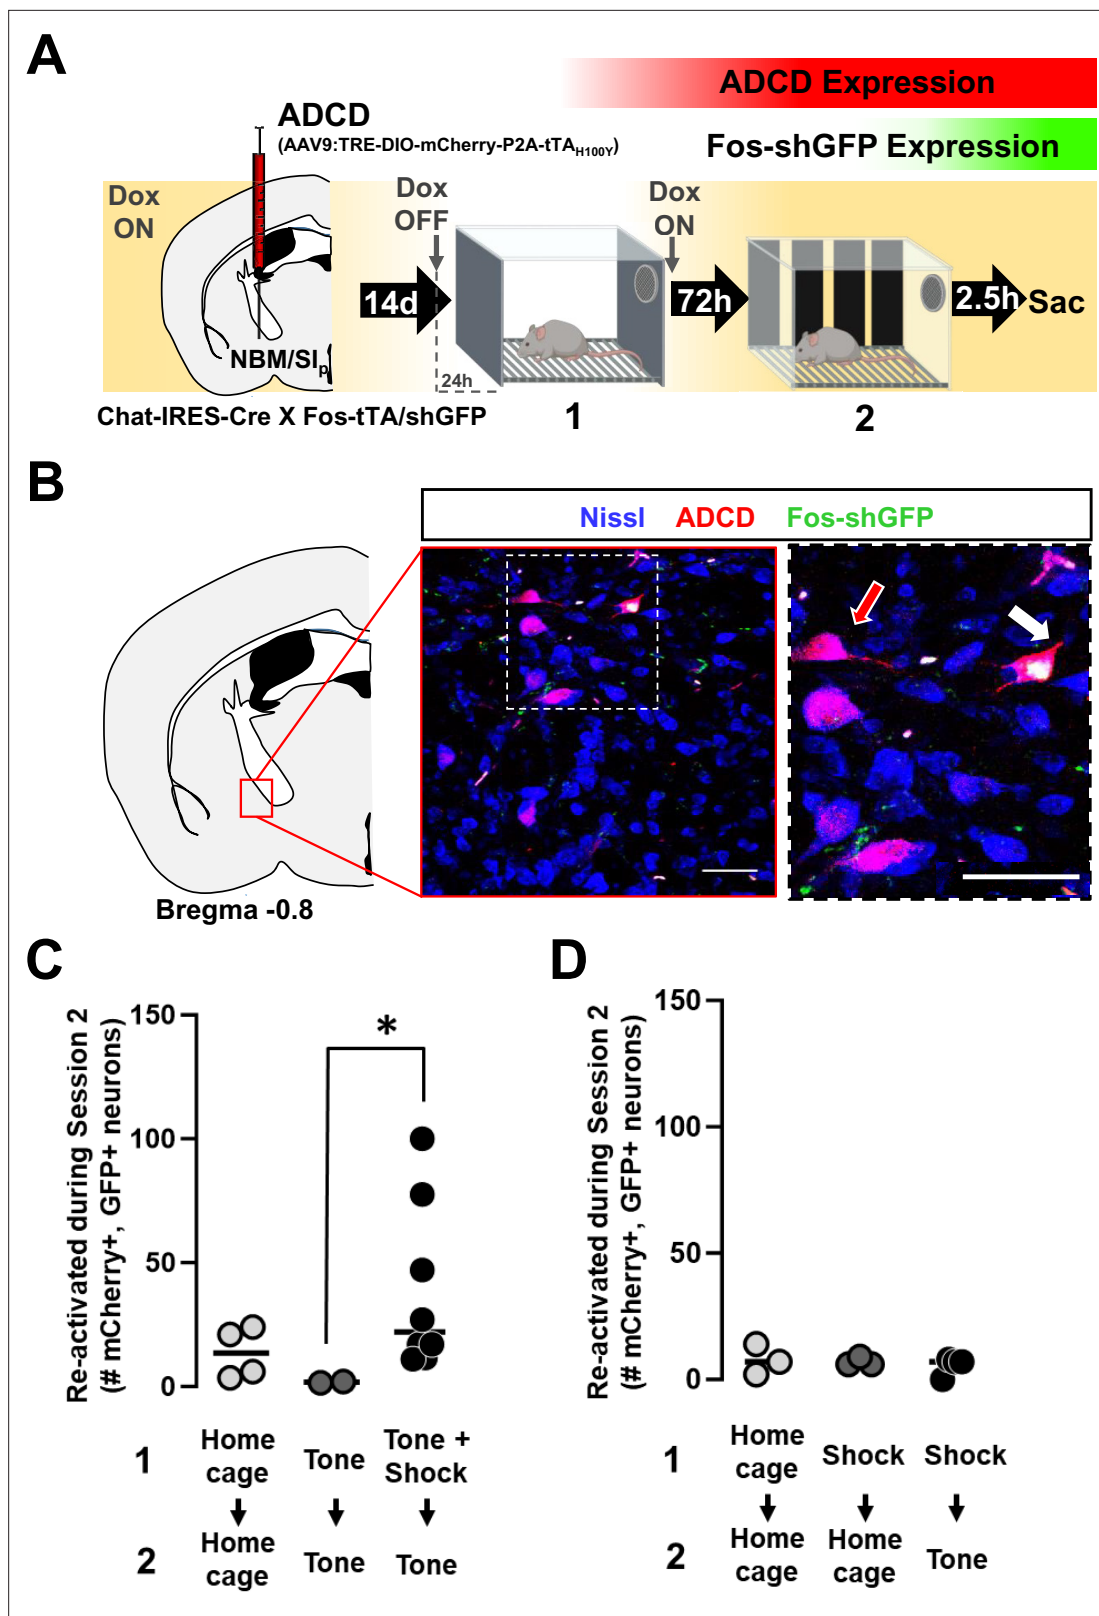 A
ADCD Expression
ADCD
(AAV9:TRE-DIO-mCherry-P2A-tTAH100Y)
Fos-shGFP Expression
Dox
ON
Dox
OFF
Dox
ON
14d
72h
2.5h
Sac
NBM/SIp
24h
Chat-IRES-Cre X Fos-tTA/shGFP
1
2
B
Nissl ADCD Fos-shGFP
Bregma -0.8
C
Re-activated during Session 2
(# mCherry+, GFP+ neurons)
150
100
50
0
*
1
Home
cage
Tone
Tone +
Shock
2
Home
cage
Tone
Tone
D
Re-activated during Session 2
(# mCherry+, GFP+ neurons)
150
100
50
0
1
Home
cage
Shock
Shock
2
Home
cage
Home
cage
Tone